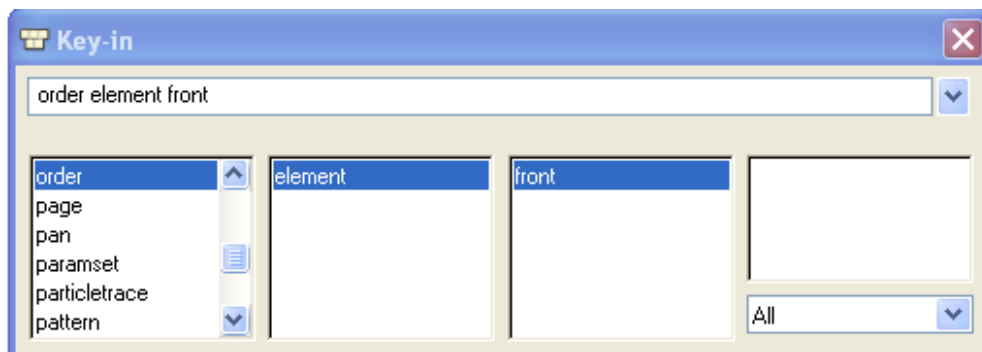 Key-in
order element front
order
page
pan
paramset
particletrace
pattern
element
front
All